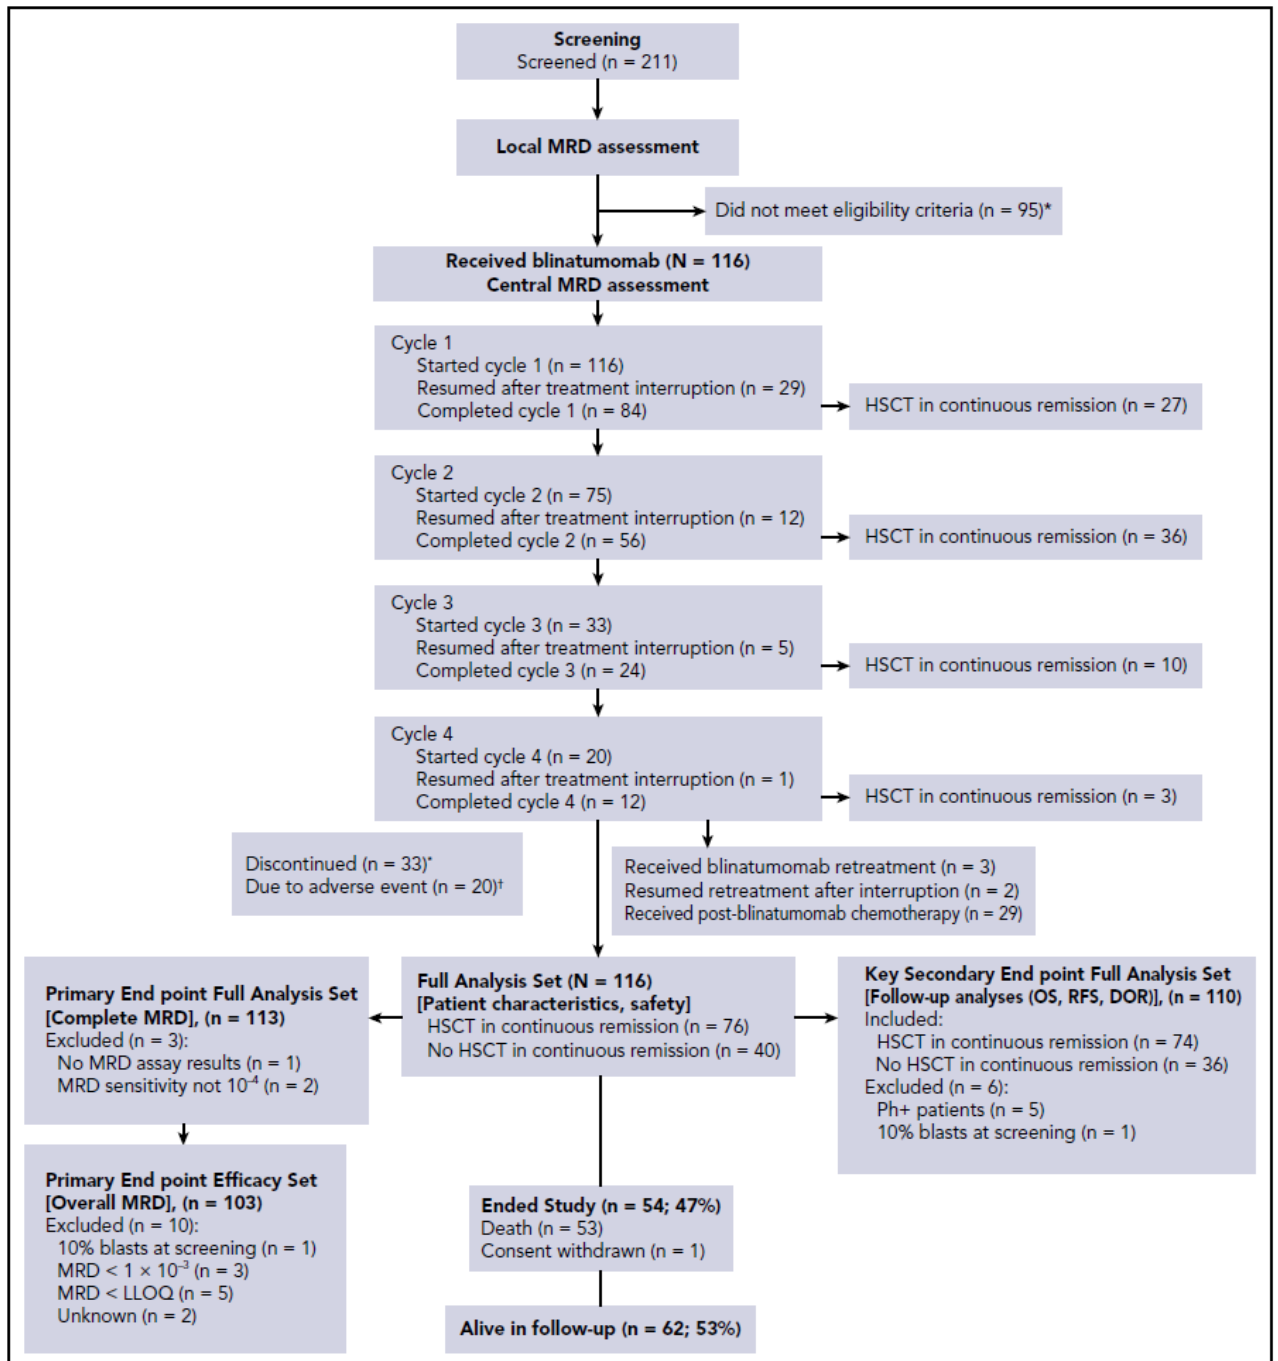 Screening
Screened (n = 211)
Local MRD assessment
Did not meet eligibility criteria (n = 95)*
Received blinatumomab (N = 116)
Central MRD assessment
Cycle 1
Started cycle 1 (n = 116)
Resumed after treatment interruption (n = 29)
Completed cycle 1 (n = 84)
HSCT in continuous remission (n = 27)
Cycle 2
Started cycle 2 (n = 75)
Resumed after treatment interruption (n = 12)
Completed cycle 2 (n = 56)
HSCT in continuous remission (n = 36)
Cycle 3
Started cycle 3 (n = 33)
Resumed after treatment interruption (n = 5)
Completed cycle 3 (n = 24)
HSCT in continuous remission (n = 10)
Cycle 4
Started cycle 4 (n = 20)
Resumed after treatment interruption (n = 1)
Completed cycle 4 (n = 12)
HSCT in continuous remission (n = 3)
Discontinued (n = 33)*
Due to adverse event (n = 20)†
Received blinatumomab retreatment (n = 3)
Resumed retreatment after interruption (n = 2)
Received post-blinatumomab chemotherapy (n = 29)
Primary End point Full Analysis Set
[Complete MRD], (n = 113)
Excluded (n = 3):
No MRD assay results (n = 1)
MRD sensitivity not 10⁻⁴ (n = 2)
Full Analysis Set (N = 116)
[Patient characteristics, safety]
HSCT in continuous remission (n = 76)
No HSCT in continuous remission (n = 40)
Key Secondary End point Full Analysis Set
[Follow-up analyses (OS, RFS, DOR)], (n = 110)
Included:
HSCT in continuous remission (n = 74)
No HSCT in continuous remission (n = 36)
Excluded (n = 6):
Ph+ patients (n = 5)
10% blasts at screening (n = 1)
Primary End point Efficacy Set
[Overall MRD], (n = 103)
Excluded (n = 10):
10% blasts at screening (n = 1)
MRD < 1 × 10⁻³ (n = 3)
MRD < LLOQ (n = 5)
Unknown (n = 2)
Ended Study (n = 54; 47%)
Death (n = 53)
Consent withdrawn (n = 1)
Alive in follow-up (n = 62; 53%)